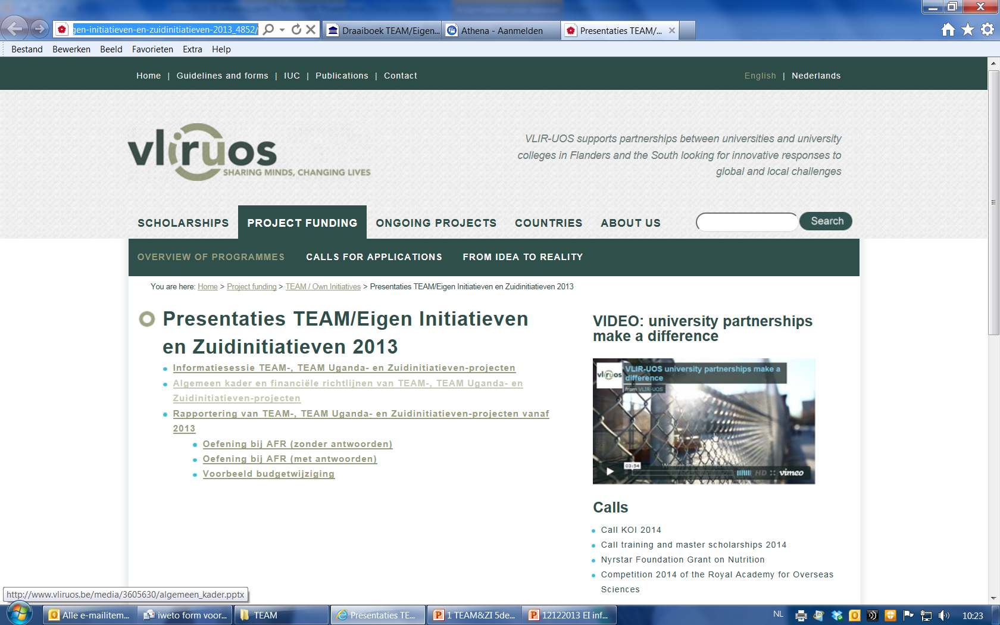 gen-initiatieven-en-zuidinitiatieven-2013_4852/
Draaiboek TEAM/Eigen...
Athena - Aanmelden
Presentaties TEAM/...
Bestand Bewerken Beeld Favorieten Extra Help
Home | Guidelines and forms | IUC | Publications | Contact
English | Nederlands
vliruos
SHARING MINDS, CHANGING LIVES
VLIR-UOS supports partnerships between universities and university
colleges in Flanders and the South looking for innovative responses to
global and local challenges
SCHOLARSHIPS PROJECT FUNDING ONGOING PROJECTS COUNTRIES ABOUT US
Search
OVERVIEW OF PROGRAMMES CALLS FOR APPLICATIONS FROM IDEA TO REALITY
You are here: Home > Project funding > TEAM / Own Initiatives > Presentaties TEAM/Eigen Initiatieven en Zuidinitiatieven 2013
Presentaties TEAM/Eigen Initiatieven
en Zuidinitiatieven 2013
Informatiesessie TEAM-, TEAM Uganda- en Zuidinitiatieven-projecten
Algemeen kader en financiële richtlijnen van TEAM-, TEAM Uganda- en
Zuidinitiatieven-projecten
Rapportering van TEAM-, TEAM Uganda- en Zuidinitiatieven-projecten vanaf
2013
Oefening bij AFR (zonder antwoorden)
Oefening bij AFR (met antwoorden)
Voorbeeld budgetwijziging
VIDEO: university partnerships
make a difference
vliruos
VLIR-UOS university partnerships make a
difference
from VLIR-UOS
03:54
HD vimeo
Calls
Call KOI 2014
Call training and master scholarships 2014
Nyrstar Foundation Grant on Nutrition
Competition 2014 of the Royal Academy for Overseas
Sciences
http://www.vliruos.be/media/3605630/algemeen_kader.pptx
Alle e-mailitem...
iweto form voor...
TEAM
Presentaties TE...
1 TEAM&ZI 5de...
12122013 EI inf...
NL
10:23